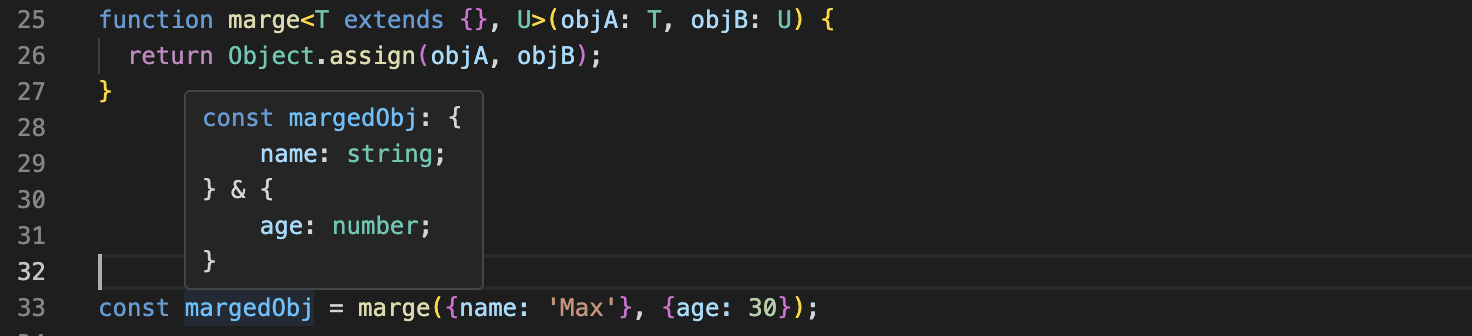 25 function marge<T extends {}, U>(objA: T, objB: U) {
26 return Object.assign(objA, objB);
27 }
28 const margedObj: {
29 name: string;
30 } & {
31 age: number;
32 }
33 const margedObj = marge({name: 'Max'}, {age: 30});